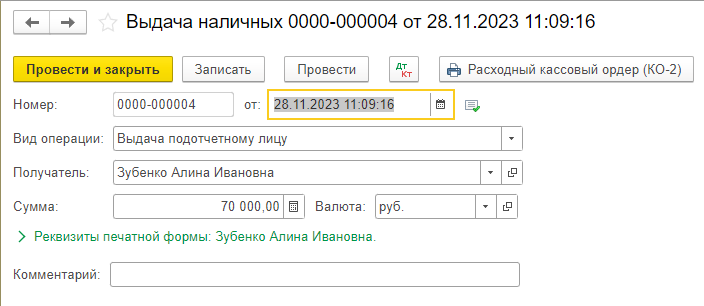 Выдача наличных 0000-000004 от 28.11.2023 11:09:16
Провести и закрыть Записать Провести Дт Кт Расходный кассовый ордер (КО-2)
Номер: 0000-000004 от: 28.11.2023 11:09:16
Вид операции: Выдача подотчетному лицу
Получатель: Зубенко Алина Ивановна
Сумма: 70 000,00 Валюта: руб.
Реквизиты печатной формы: Зубенко Алина Ивановна.
Комментарий: